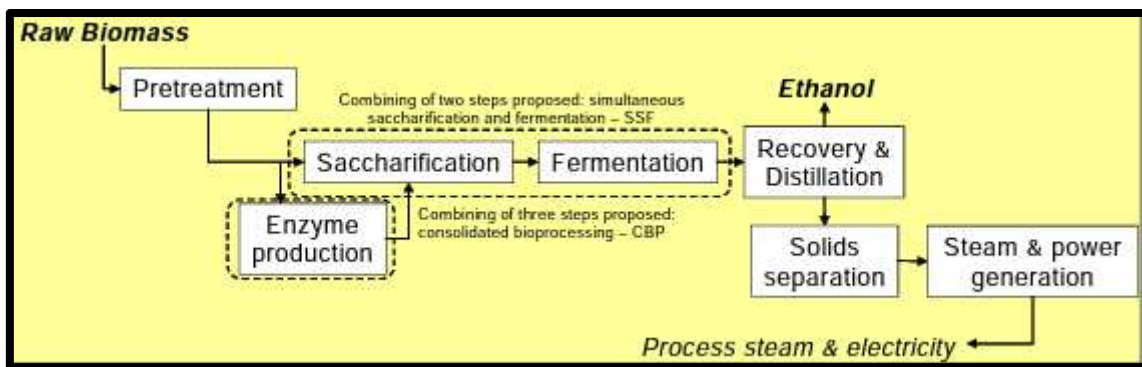 Raw Biomass
Pretreatment
Combining of two steps proposed: simultaneous
saccharification and fermentation – SSF
Ethanol
Saccharification
Fermentation
Recovery &
Distillation
Enzyme
production
Combining of three steps proposed:
consolidated bioprocessing – CBP
Solids
separation
Steam & power
generation
Process steam & electricity